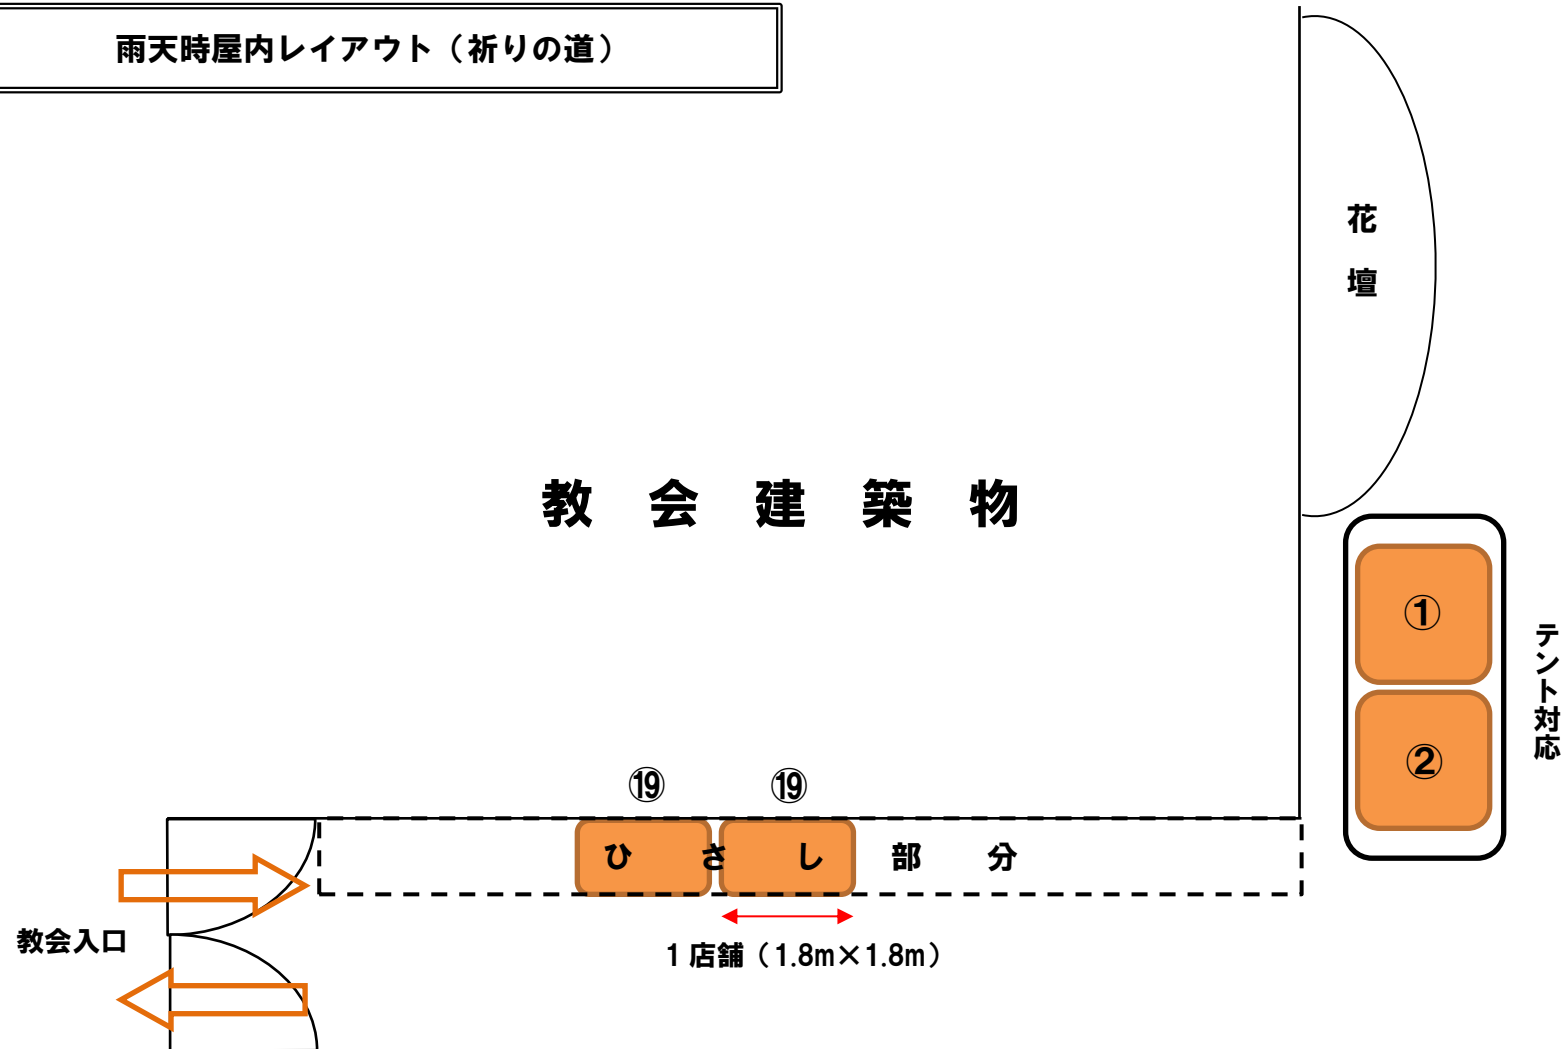 雨天時屋内レイアウト（祈りの道）
花壇
教会建築物
①
テント対応
②
⑲ ⑲
ひさし部分
教会入口
1店舗（1.8m×1.8m）